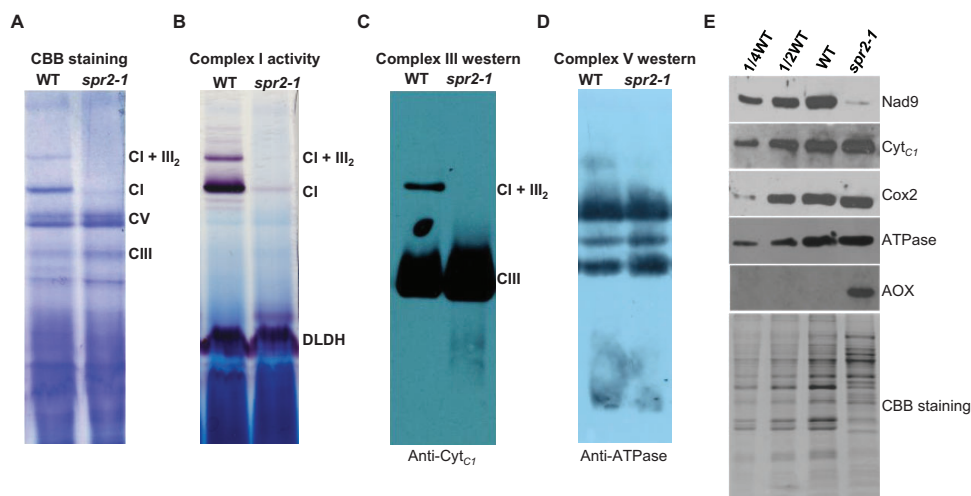 A
CBB staining
WT spr2-1
CI + III₂
CI
CV
CIII
B
Complex I activity
WT spr2-1
CI + III₂
CI
DLDH
C
Complex III western
WT spr2-1
CI + III₂
CIII
Anti-CytC1
D
Complex V western
WT spr2-1
Anti-ATPase
E
1/4WT 1/2WT WT spr2-1
Nad9
CytC1
Cox2
ATPase
AOX
CBB staining